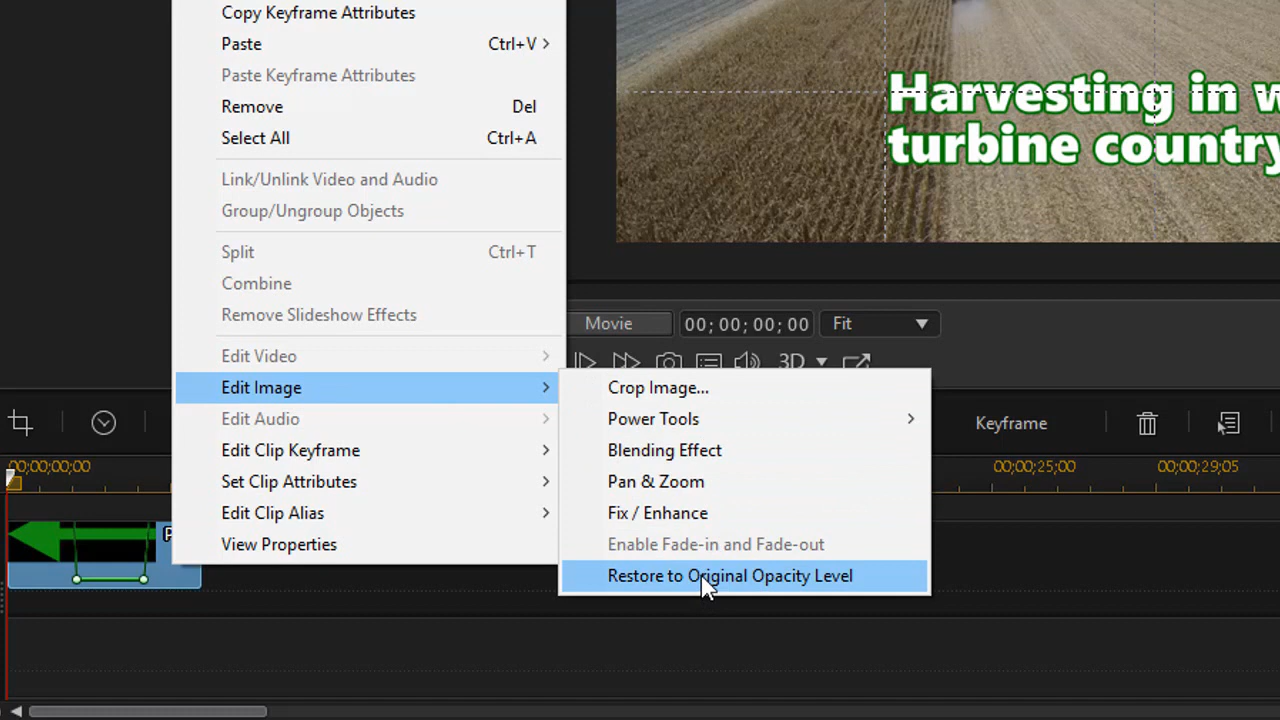 Copy Keyframe Attributes
Paste Ctrl+V
Paste Keyframe Attributes
Remove Del
Select All Ctrl+A
Link/Unlink Video and Audio
Group/Ungroup Objects
Split Ctrl+T
Combine
Remove Slideshow Effects
Edit Video
Edit Image
Edit Audio
Edit Clip Keyframe
Set Clip Attributes
Edit Clip Alias
View Properties
Harvesting in
turbine country
Movie 00; 00; 00; 00 Fit
3D
Crop Image...
Power Tools
Blending Effect
Pan & Zoom
Fix / Enhance
Enable Fade-in and Fade-out
Restore to Original Opacity Level
Keyframe
00;00;00;00 00;00;25;00 00;00;29;05